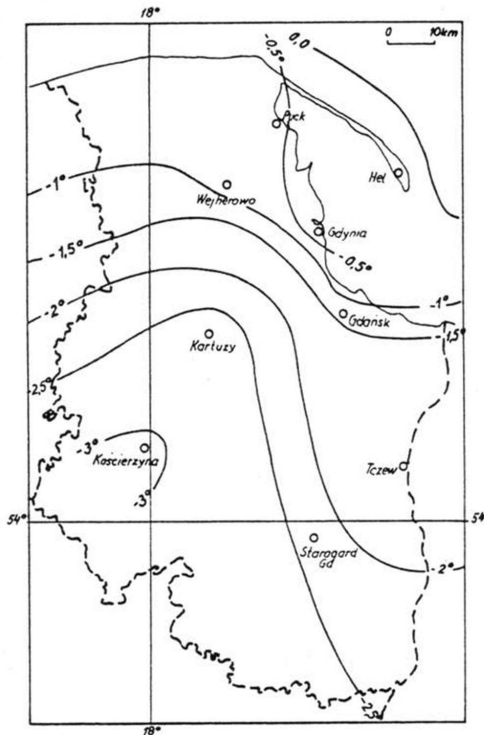 18°
0 10km
-0,5°
0,0
Puck
Hel
-1°
Wejherowo
Gdynia
-1,5°
-0,5°
-1°
-2°
Gdańsk
-1,5°
Kartuzy
-2,5°
-3°
Kościerzyna
Tczew
-3°
54°
54
Starogard
Gd
-2°
18°